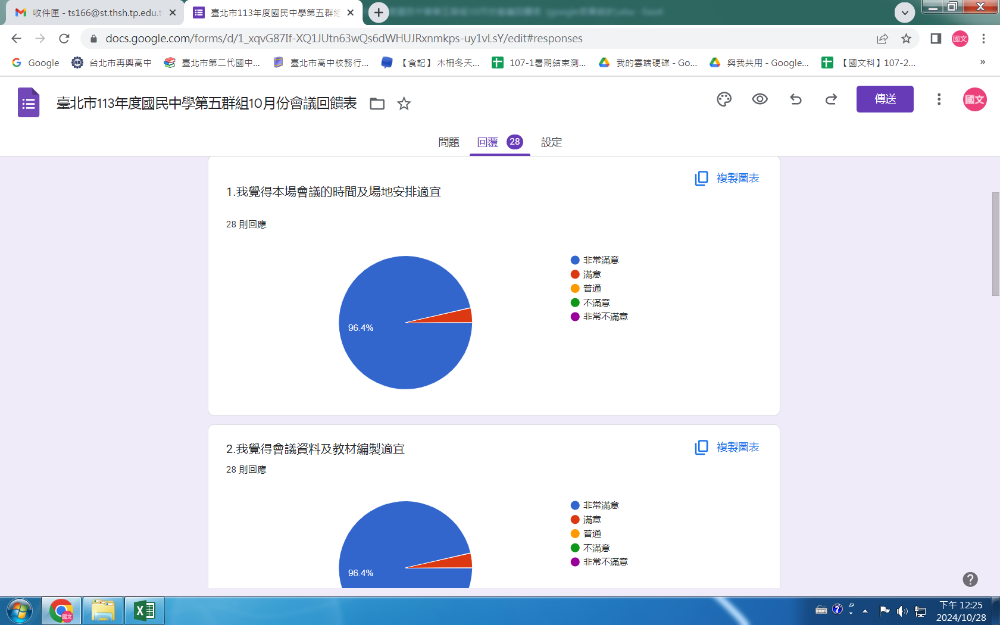 收件匣 - ts166@st.thsh.tp.edu.t
臺北市113年度國民中學第五群組
docs.google.com/forms/d/1_xqvG87If-XQ1JUtn63wQs6dWHUJRxnmkps-uy1vLsY/edit#responses
國文
Google
台北市再興高中
臺北市第二代國中...
臺北市高中校務行...
【食記】木柵冬天...
107-1暑期結束測...
我的雲端硬碟 - Go...
與我共用 - Google...
【國文科】107-2...
»
臺北市113年度國民中學第五群組10月份會議回饋表
傳送
國文
問題
回覆 28
設定
複製圖表
1.我覺得本場會議的時間及場地安排適宜
28 則回應
非常滿意
滿意
普通
不滿意
非常不滿意
96.4%
複製圖表
2.我覺得會議資料及教材編製適宜
28 則回應
非常滿意
滿意
普通
不滿意
非常不滿意
96.4%
國文
下午 12:25
2024/10/28